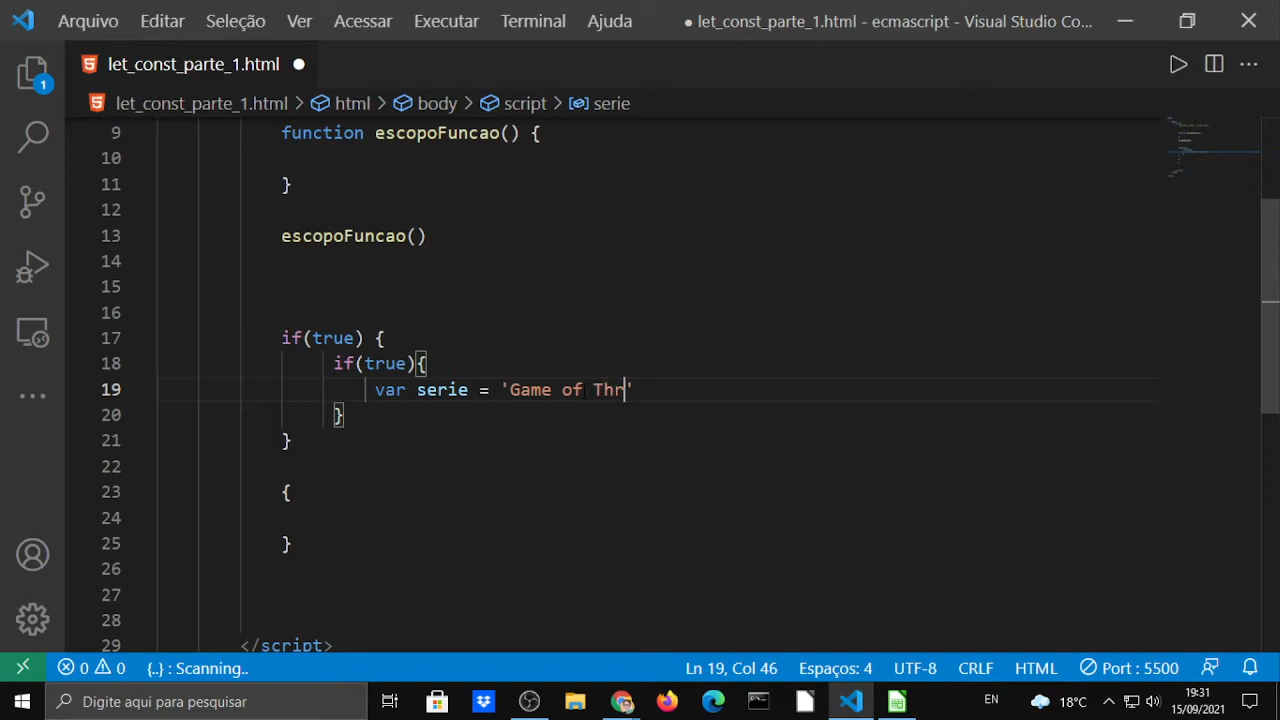 Arquivo Editar Seleção Ver Acessar Executar Terminal Ajuda ● let_const_parte_1.html - ecmascript - Visual Studio Co...
let_const_parte_1.html ●
let_const_parte_1.html > html > body > script > serie
1
9 function escopoFuncao() {
10
11 }
12
13 escopoFuncao()
14
15
16
17 if(true) {
18 if(true){
19 var serie = 'Game of Thr'
20 }
21 }
22
23 {
24
25 }
26
27
28
29 </script>
0 0 {..} : Scanning.. Ln 19, Col 46 Espaços: 4 UTF-8 CRLF HTML Port : 5500
Digite aqui para pesquisar EN 18°C 19:31
15/09/2021